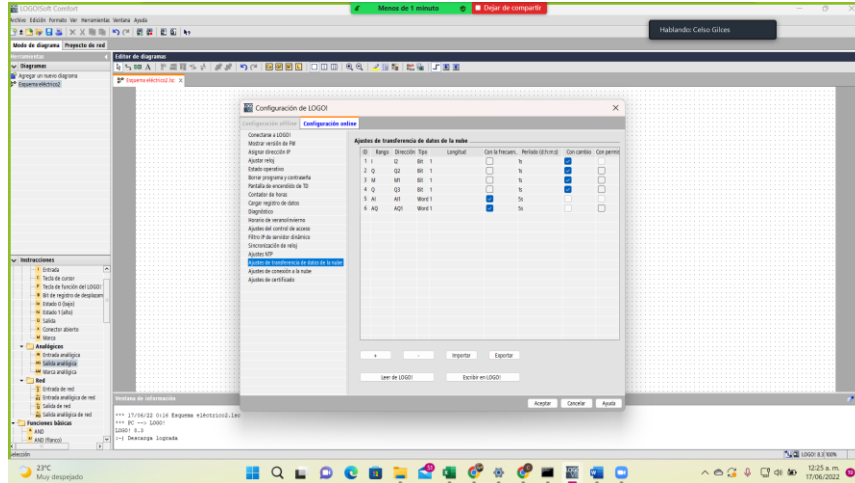 LOGO!Soft Comfort
Menos de 1 minuto
Dejar de compartir
Archivo Edición Formato Ver Herramientas Ventana Ayuda
Hablando: Celso Gilces
Modo de diagrama Proyecto de red
Herramientas
Editor de diagramas
Diagramas
Agregar un nuevo diagrama
Esquema eléctrico2
Esquema eléctrico2.lsc
Configuración de LOGO!
Configuración offline Configuración online
Conectarse a LOGO!
Mostrar versión de FW
Asignar dirección IP
Ajustar reloj
Estado operativo
Borrar programa y contraseña
Pantalla de encendido de TD
Contador de horas
Cargar registro de datos
Diagnóstico
Horario de verano/invierno
Ajustes del control de acceso
Filtro IP de servidor dinámico
Sincronización de reloj
Ajustes NTP
Ajustes de transferencia de datos de la nube
Ajustes de conexión a la nube
Ajustes de certificado
Ajustes de transferencia de datos de la nube
ID Rango Dirección Tipo Longitud Con la frecuen... Período (d:h:m:s) Con cambio Con permis
1 I I2 Bit 1 1s
2 Q Q2 Bit 1 1s
3 M M1 Bit 1 1s
4 Q Q3 Bit 1 1s
5 AI AI1 Word 1 5s
6 AQ AQ1 Word 1 5s
+ - Importar Exportar
Leer de LOGO! Escribir en LOGO!
Aceptar Cancelar Ayuda
Instrucciones
Entrada
Tecla de cursor
Tecla de función del LOGO!
Bit de registro de desplazam
Estado 0 (bajo)
Estado 1 (alto)
Salida
Conector abierto
Marca
Analógicos
Entrada analógica
Salida analógica
Marca analógica
Red
Entrada de red
Entrada analógica de red
Salida de red
Salida analógica de red
Funciones básicas
AND
AND (flanco)
Ventana de información
*** 17/06/22 0:16 Esquema eléctrico2.lsc
*** PC --> LOGO!
LOGO! 8.3
:-) Descarga lograda
Selección
LOGO! 8.3 100%
23°C
Muy despejado
12:25 a. m.
17/06/2022